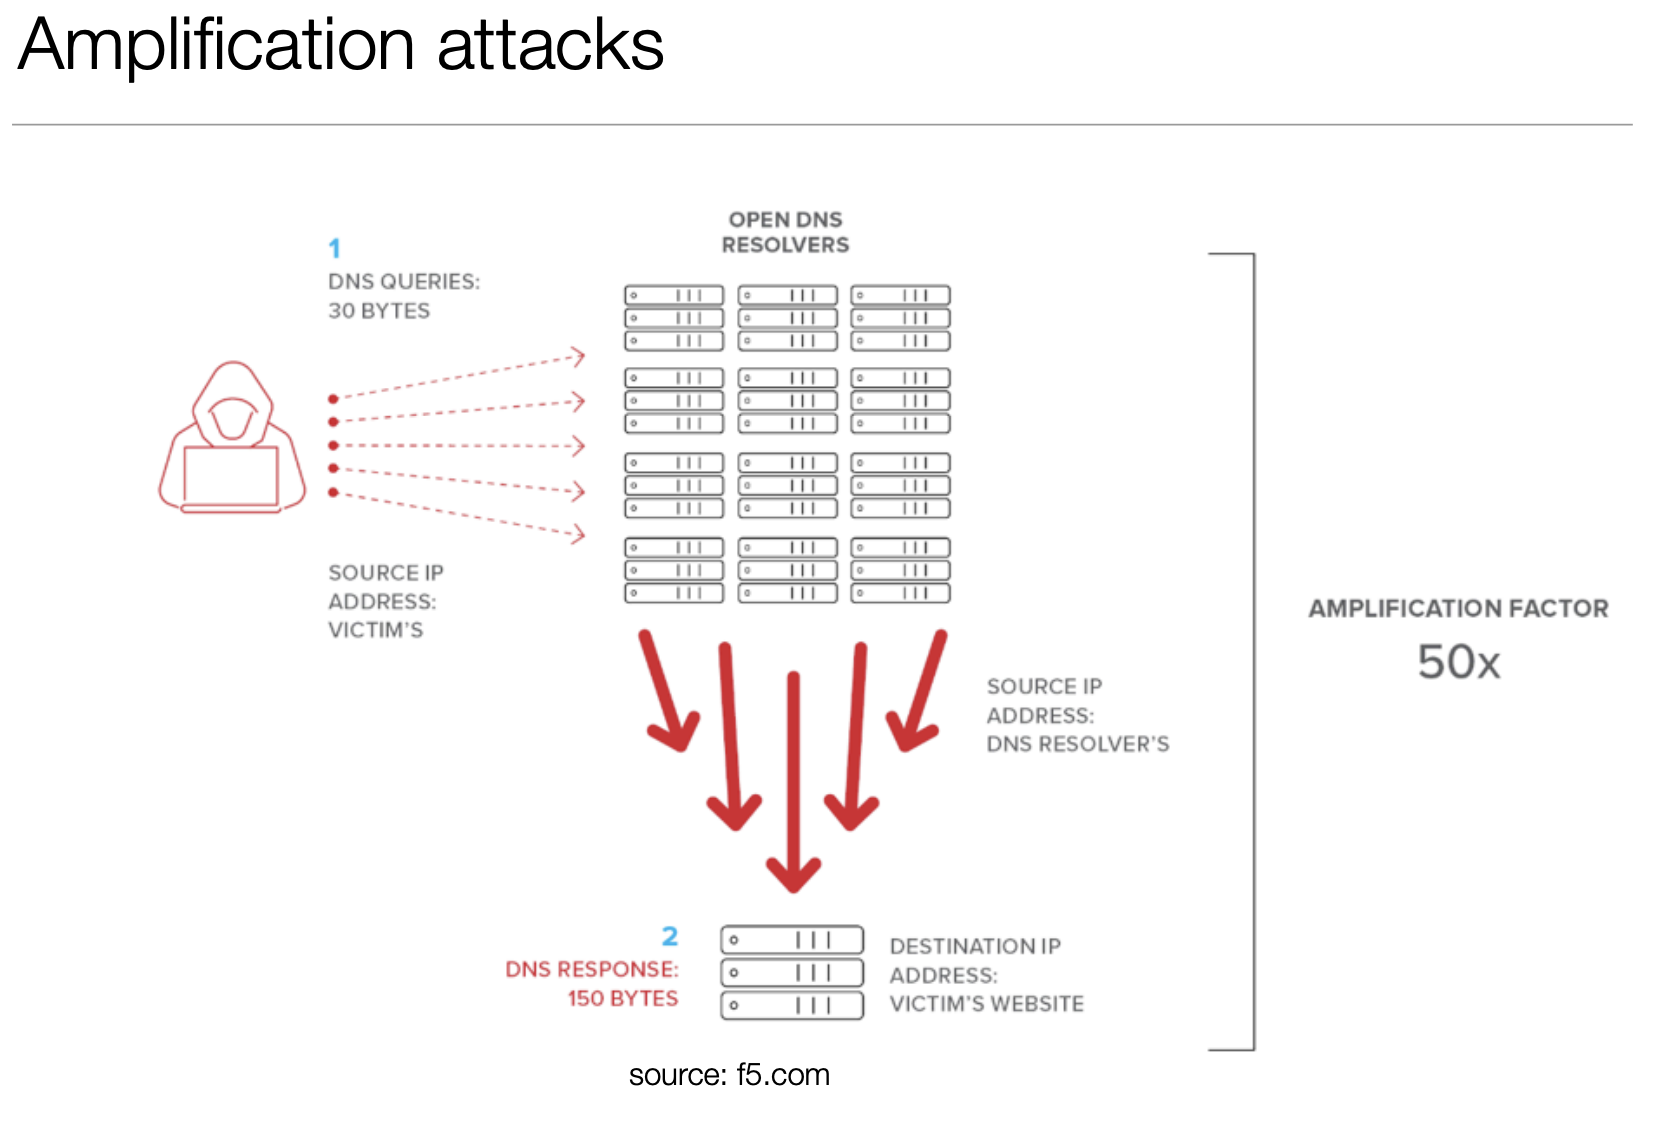 Amplification attacks
OPEN DNS
RESOLVERS
1
DNS QUERIES:
30 BYTES
SOURCE IP
ADDRESS:
VICTIM'S
AMPLIFICATION FACTOR
50x
SOURCE IP
ADDRESS:
DNS RESOLVER'S
2
DNS RESPONSE:
150 BYTES
DESTINATION IP
ADDRESS:
VICTIM'S WEBSITE
source: f5.com